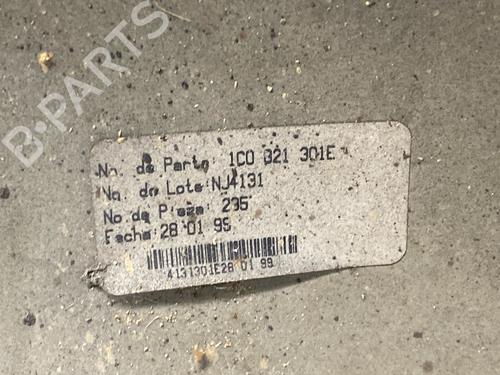 B-PARTS
No. de Parte: 1C0 821 301E
No. de Lote: NJ4131
No de Pieza: 235
Fecha: 28 01 99
4131301E28 01 99